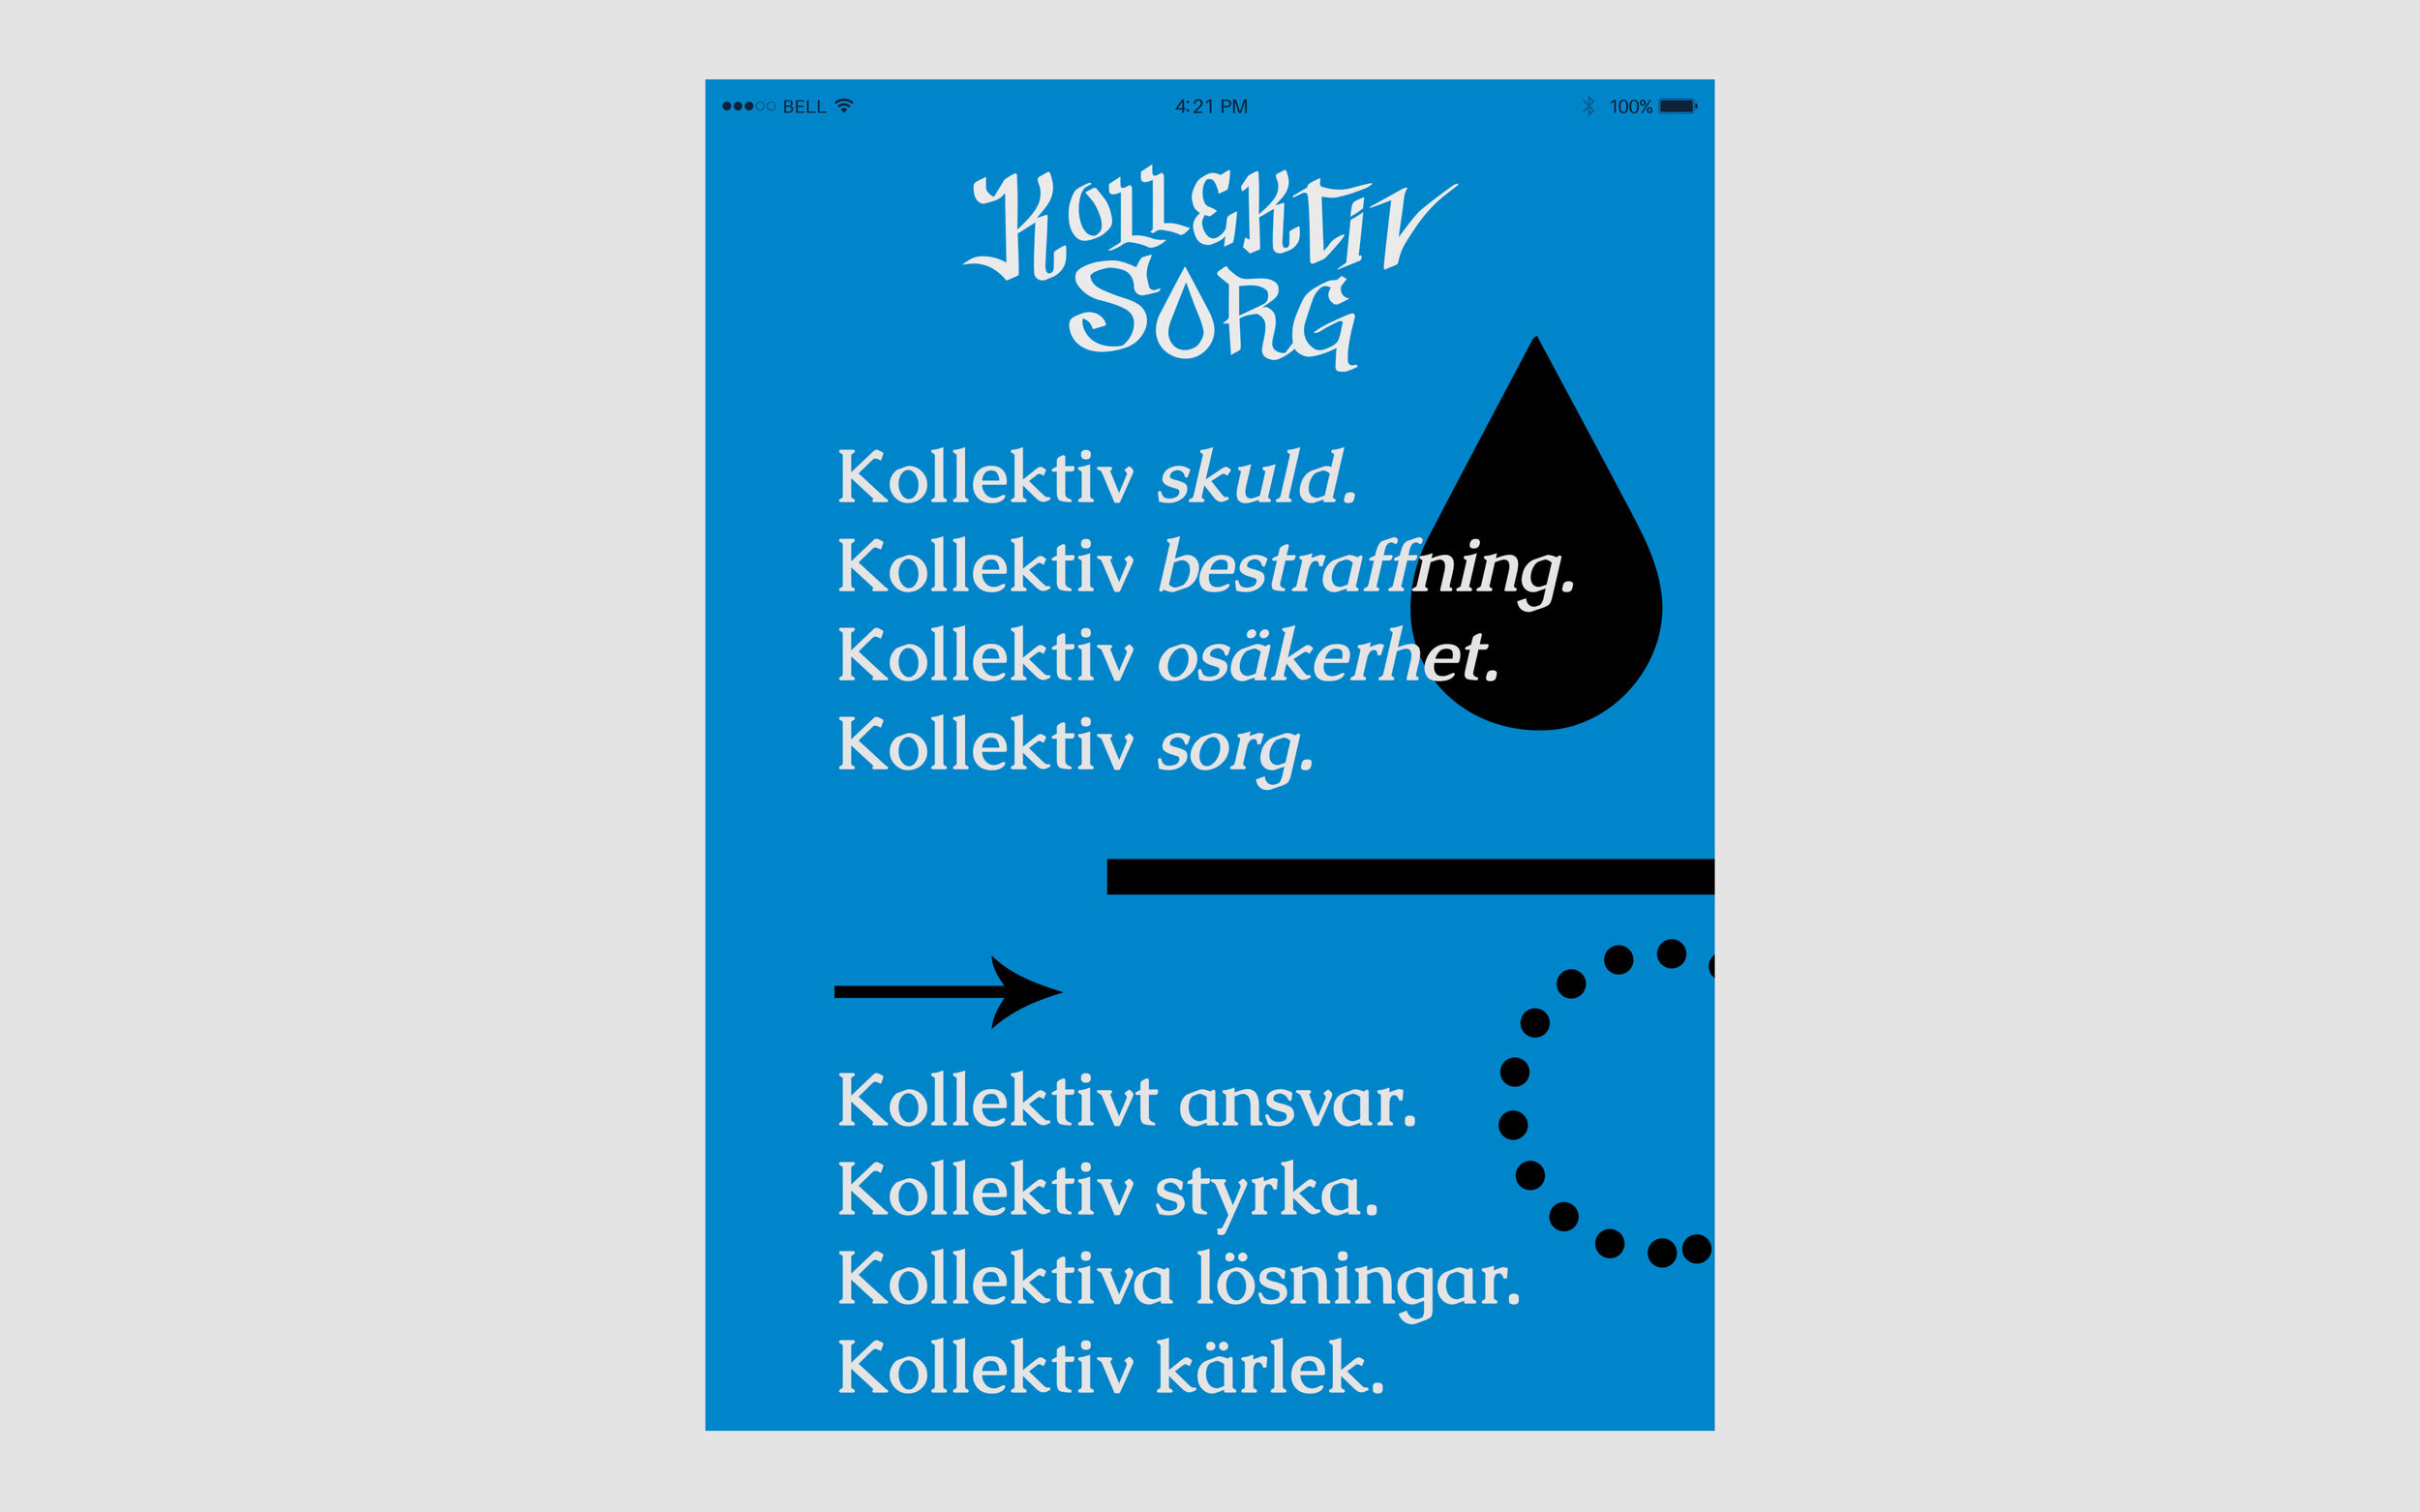 BELL 4:21 PM 100%
KOLLEKTIV
SORG
Kollektiv skuld.
Kollektiv bestraffning.
Kollektiv osäkerhet.
Kollektiv sorg.
Kollektivt ansvar.
Kollektiv styrka.
Kollektiva lösningar.
Kollektiv kärlek.